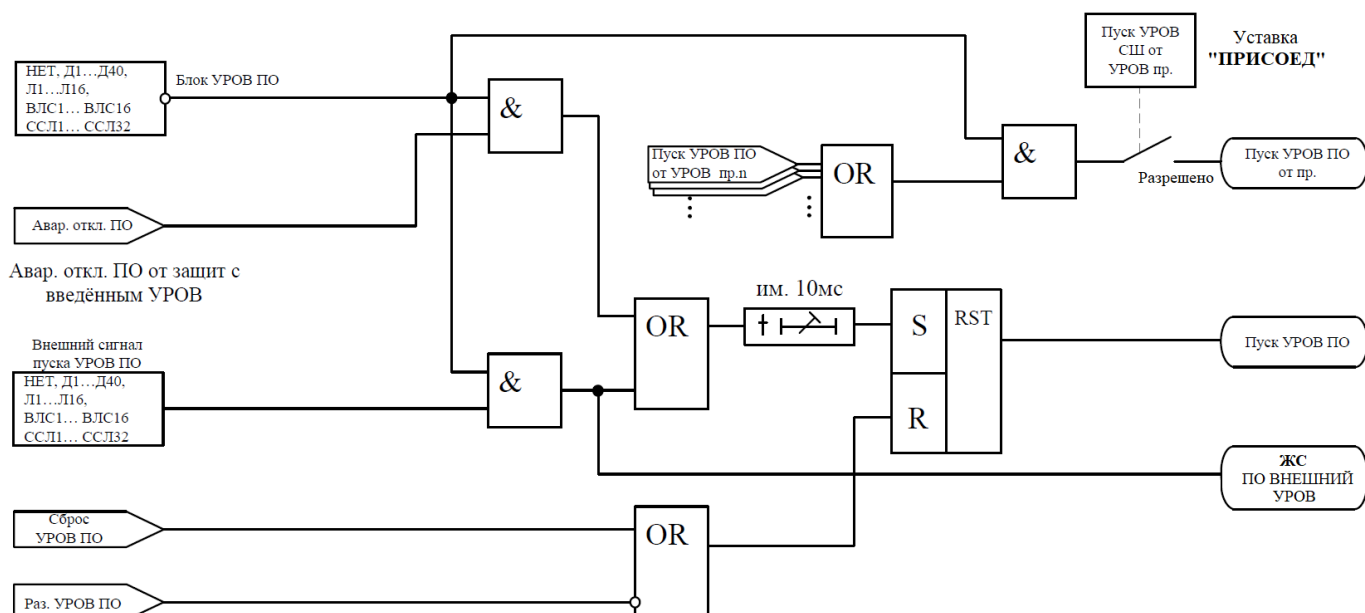 Пуск УРОВ
СШ от
УРОВ пр.
Уставка
"ПРИСОЕД"
НЕТ, Д1...Д40,
Л1...Л16,
ВЛС1... ВЛС16
ССЛ1... ССЛ32
Блок УРОВ ПО
&
&
Пуск УРОВ ПО
от УРОВ пр.n
OR
Разрешено
Пуск УРОВ ПО
от пр.
Авар. откл. ПО
Авар. откл. ПО от защит с
введённым УРОВ
им. 10мс
OR
S
RST
R
Пуск УРОВ ПО
Внешний сигнал
пуска УРОВ ПО
НЕТ, Д1...Д40,
Л1...Л16,
ВЛС1... ВЛС16
ССЛ1... ССЛ32
&
ЖС
ПО ВНЕШНИЙ
УРОВ
Сброс
УРОВ ПО
OR
Раз. УРОВ ПО